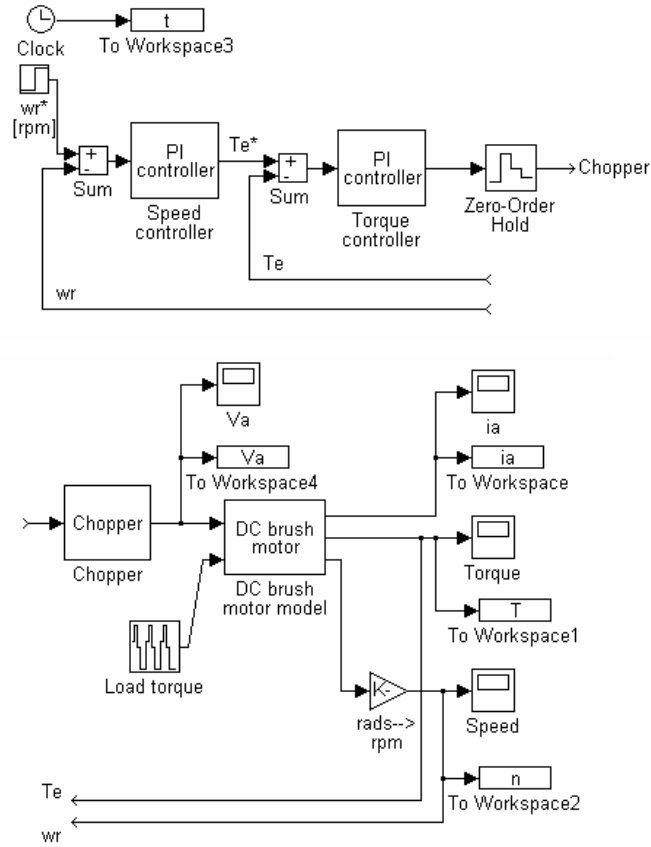 t
Clock
To Workspace3
wr*
[rpm]
+
-
Sum
PI
controller
Speed
controller
Te*
+
-
Sum
PI
controller
Torque
controller
Zero-Order
Hold
Chopper
Te
wr
Va
Va
To Workspace4
ia
ia
To Workspace
Chopper
Chopper
DC brush
motor
DC brush
motor model
Torque
T
To Workspace1
Load torque
K-
rads-->
rpm
Speed
n
To Workspace2
Te
wr